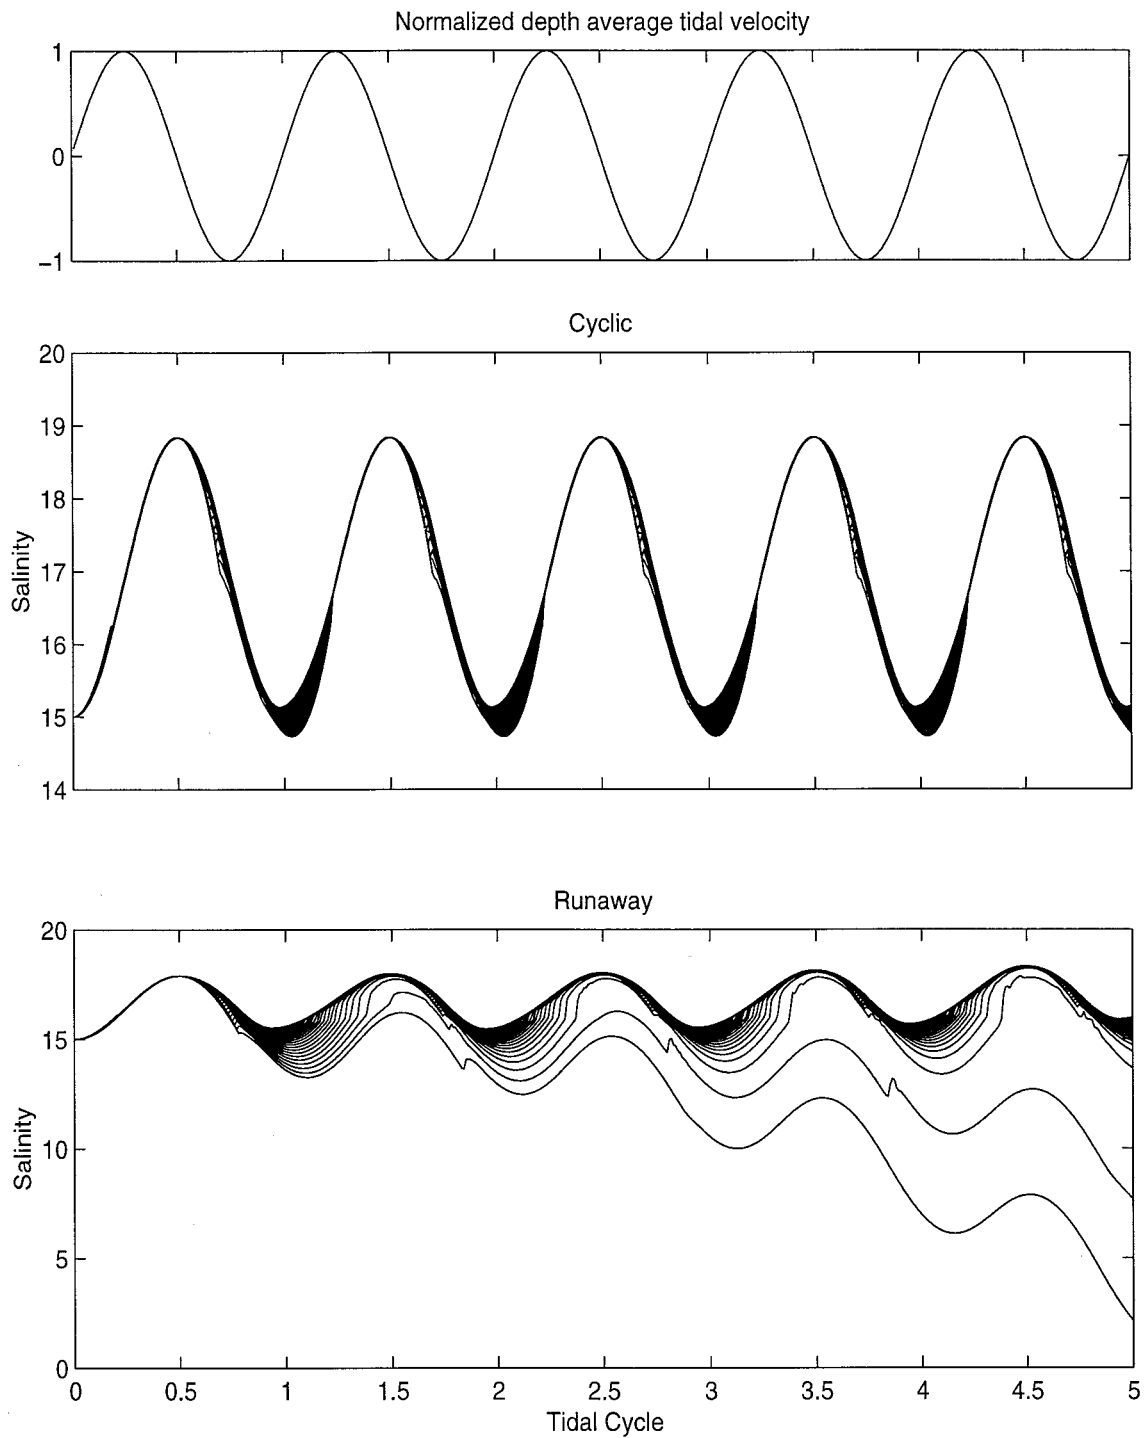 Normalized depth average tidal velocity
1
0
−1
Cyclic
20
19
18
17
16
15
14
Salinity
Runaway
20
15
10
5
0
Salinity
0 0.5 1 1.5 2 2.5 3 3.5 4 4.5 5
Tidal Cycle